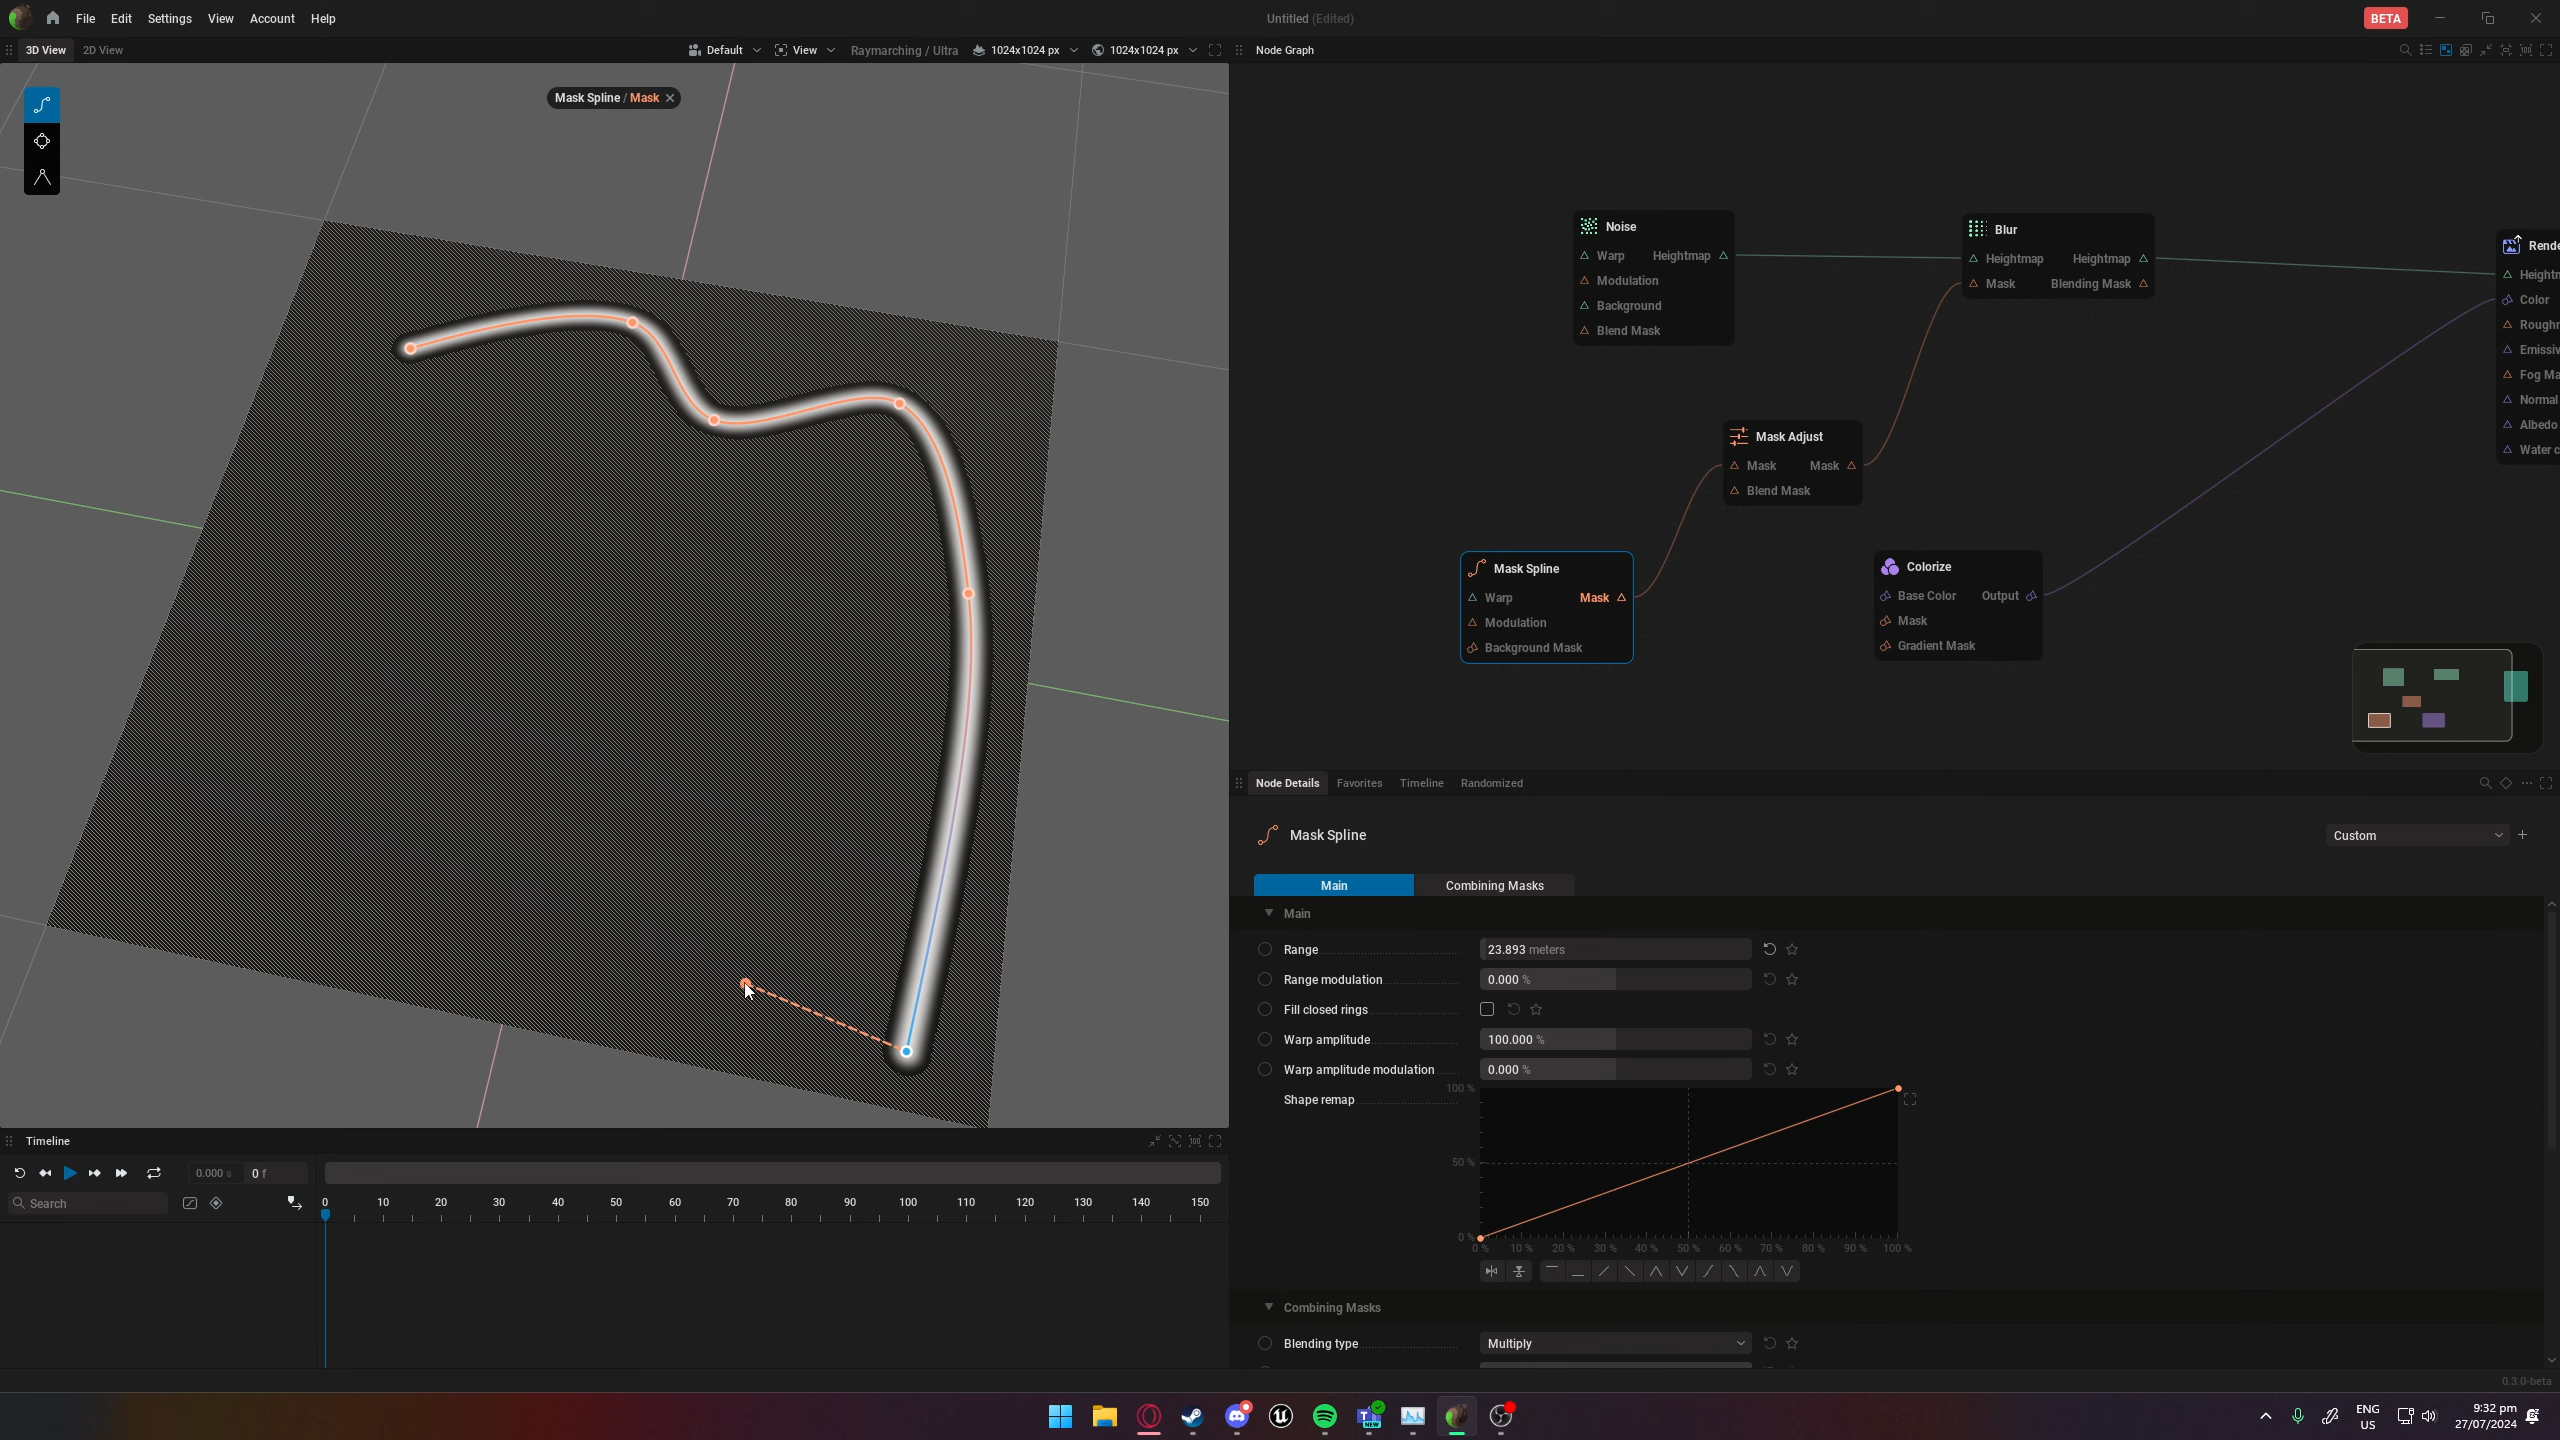 File Edit Settings View Account Help
Untitled (Edited)
BETA
3D View 2D View
Default View Raymarching / Ultra 1024x1024 px 1024x1024 px
Mask Spline / Mask
Node Graph
Noise
Warp Heightmap
Modulation
Background
Blend Mask
Blur
Heightmap Heightmap
Mask Blending Mask
Rende
Heightm
Color
Roughn
Emissiv
Fog Ma
Normal
Albedo
Water c
Mask Adjust
Mask Mask
Blend Mask
Mask Spline
Warp Mask
Modulation
Background Mask
Colorize
Base Color Output
Mask
Gradient Mask
Node Details Favorites Timeline Randomized
Mask Spline
Custom
Main Combining Masks
Main
Range 23.893 meters
Range modulation 0.000 %
Fill closed rings
Warp amplitude 100.000 %
Warp amplitude modulation 0.000 %
Shape remap
100 %
50 %
0 %
0 % 10 % 20 % 30 % 40 % 50 % 60 % 70 % 80 % 90 % 100 %
Combining Masks
Blending type Multiply
0.3.0-beta
Timeline
0.000 s 0 f
Search
0 10 20 30 40 50 60 70 80 90 100 110 120 130 140 150
NEW
ENG
US
9:32 pm
27/07/2024